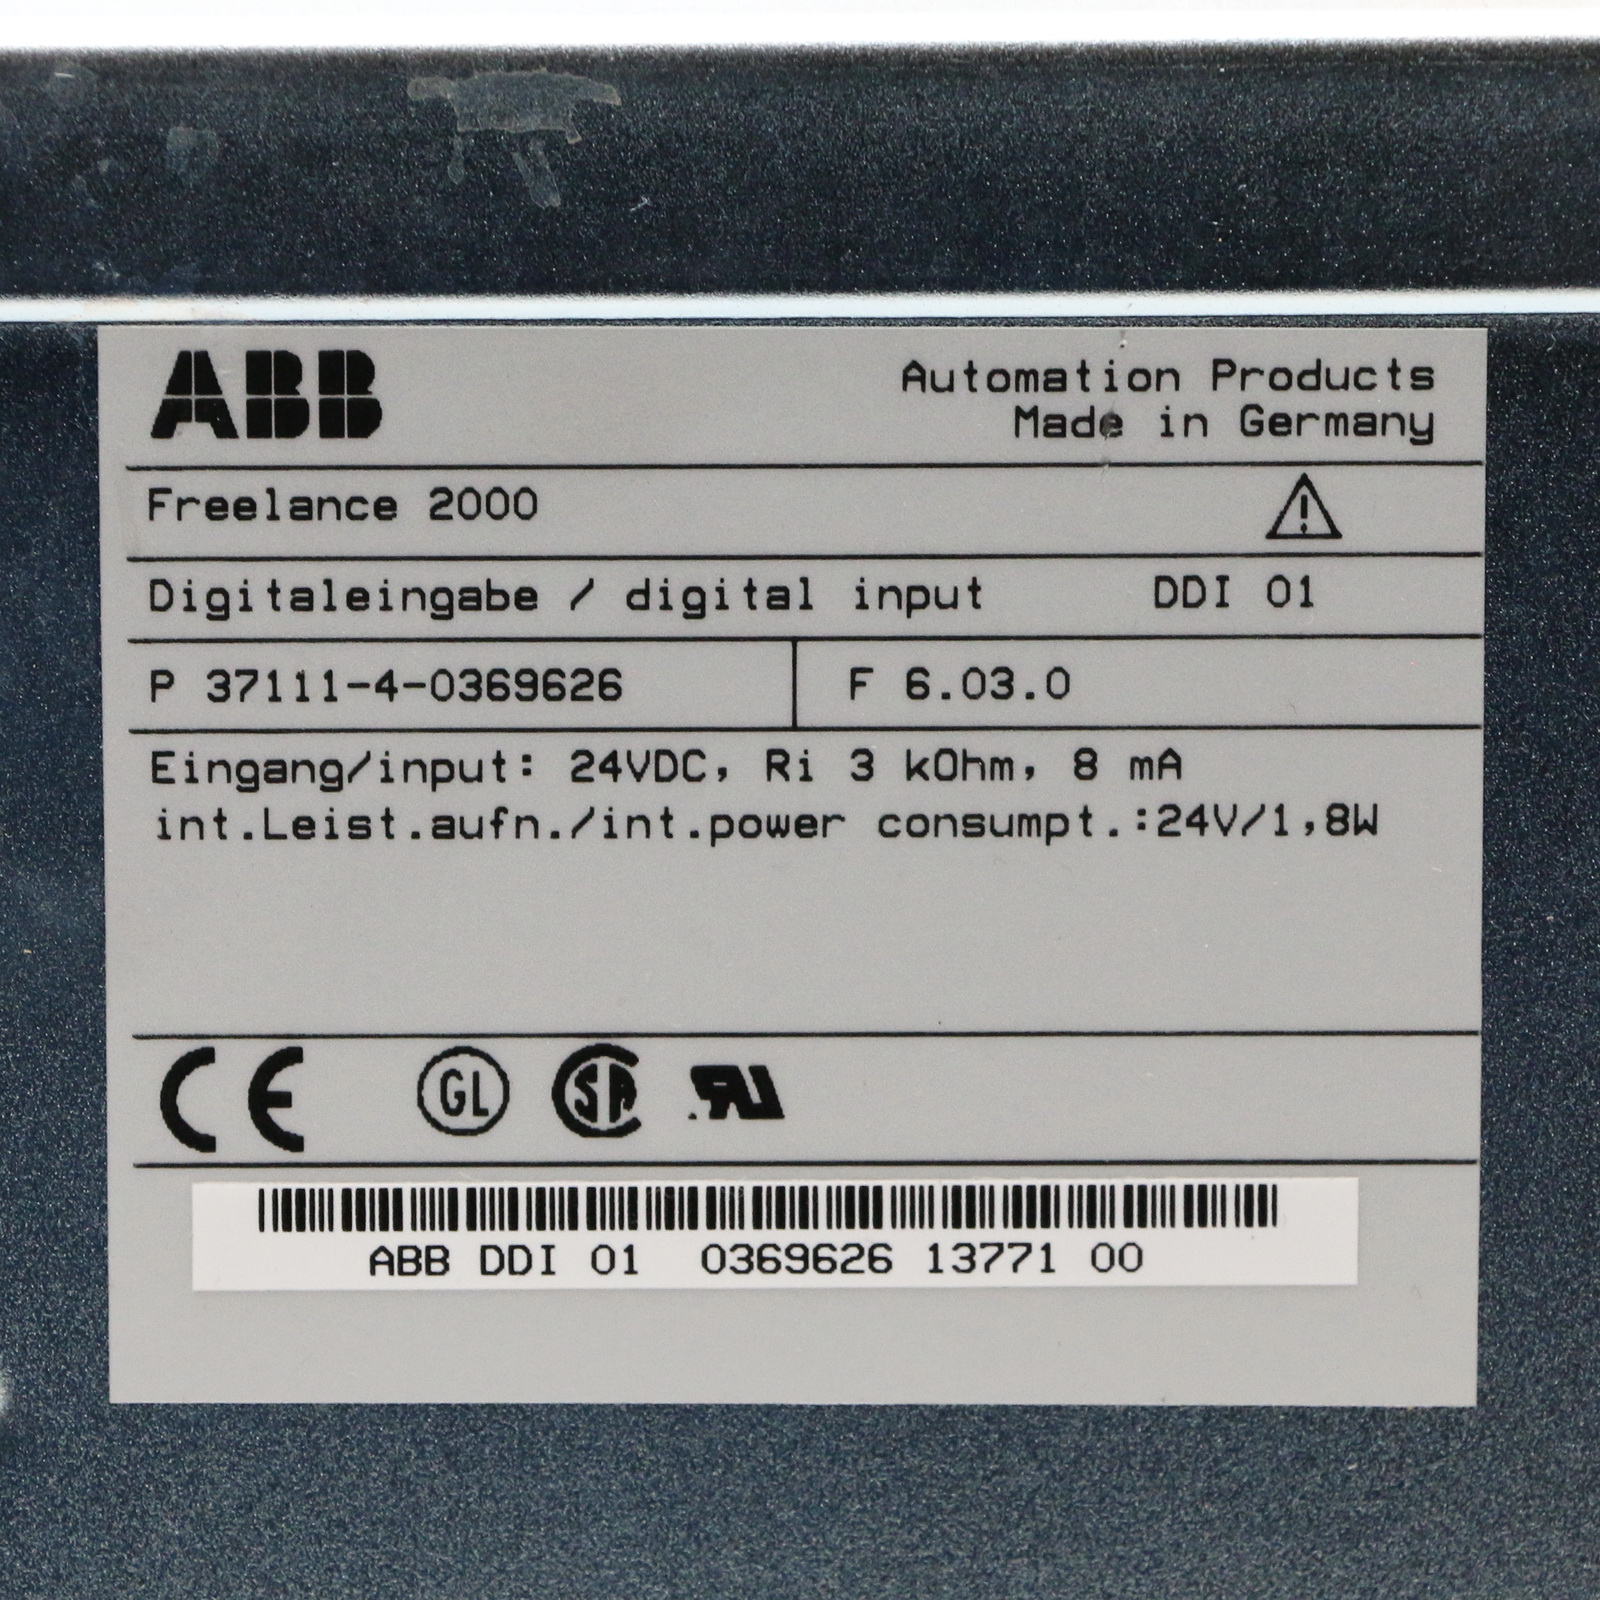 ABB
Automation Products
Made in Germany
Freelance 2000
Digitaleingabe / digital input DDI 01
P 37111-4-0369626 F 6.03.0
Eingang/input: 24VDC, Ri 3 kOhm, 8 mA
int.Leist.aufn./int.power consumpt.:24V/1,8W
CE GL SA RU
ABB DDI 01 0369626 13771 00